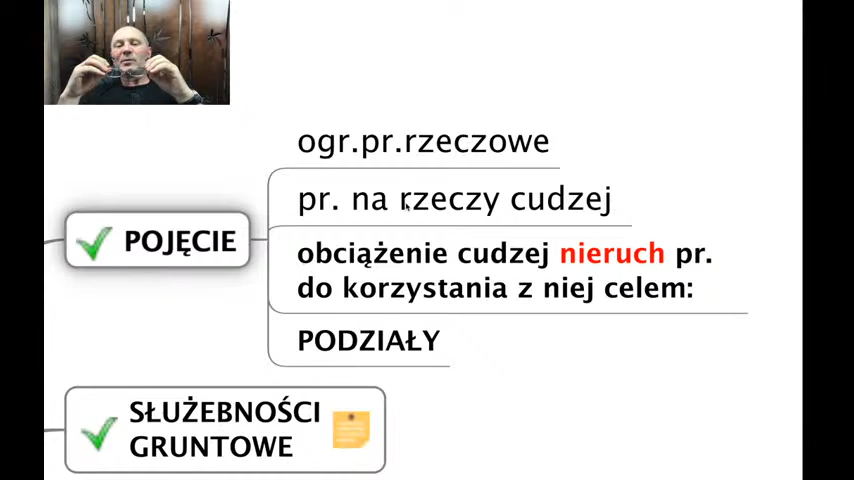 ogr.pr.rzeczowe
pr. na rzeczy cudzej
POJĘCIE
obciążenie cudzej nieruch pr.
do korzystania z niej celem:
PODZIAŁY
SŁUŻEBNOŚCI
GRUNTOWE